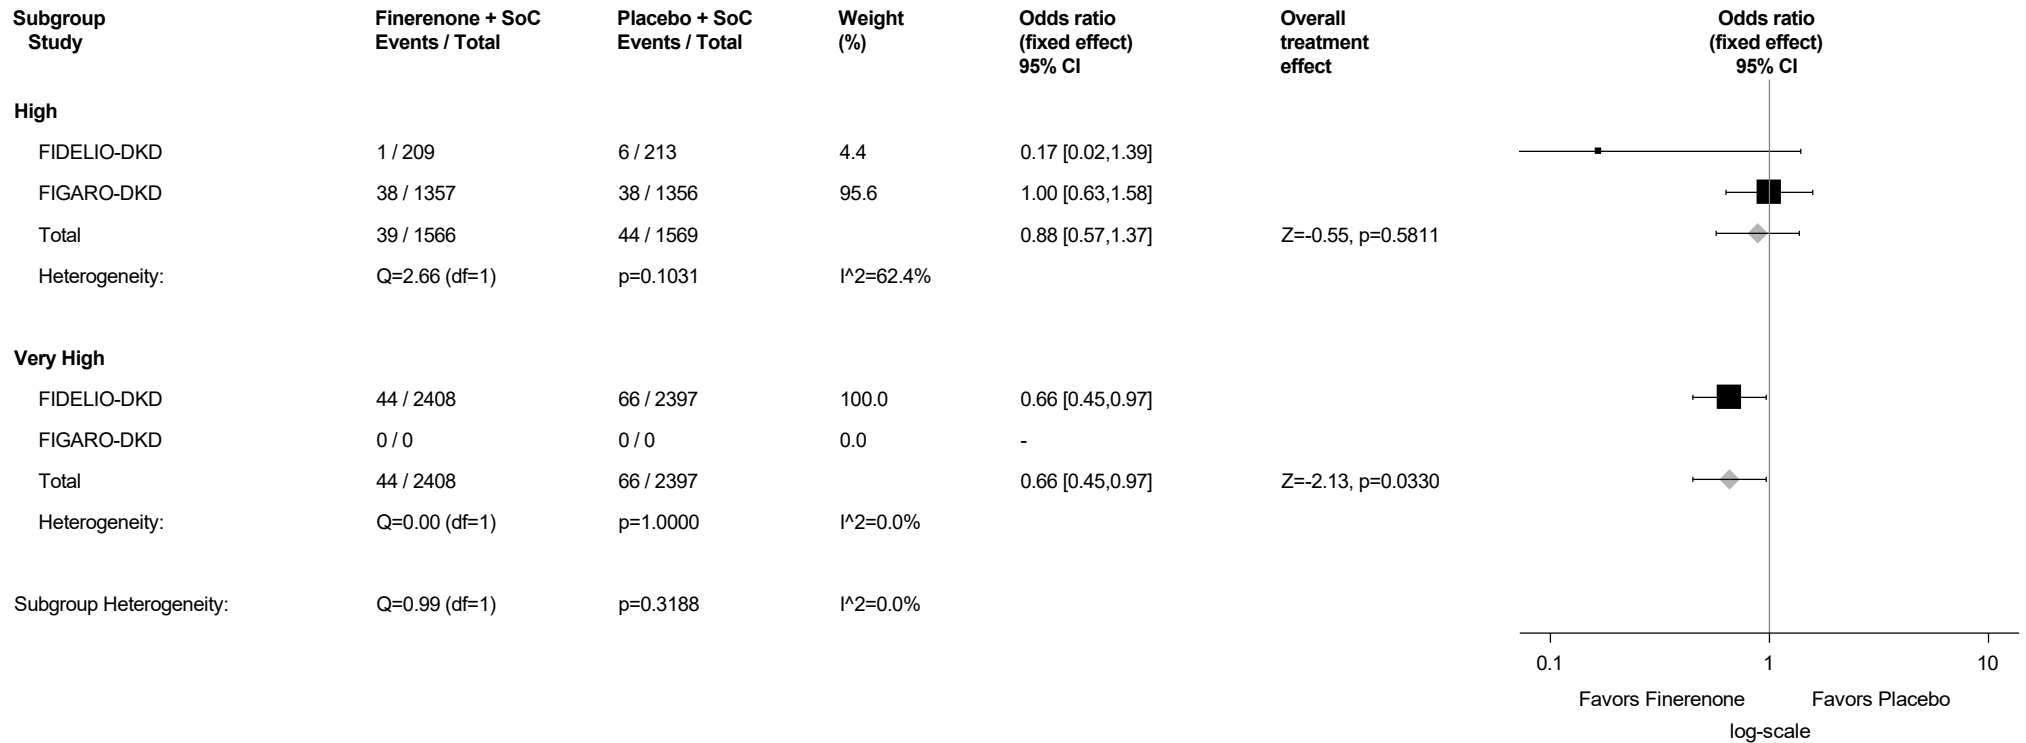 Subgroup Finerenone + SoC Placebo + SoC Weight Odds ratio Overall Odds ratio
Study Events / Total Events / Total (%) (fixed effect) treatment (fixed effect)
95% CI effect 95% CI
High
FIDELIO-DKD 1 / 209 6 / 213 4.4 0.17 [0.02,1.39]
FIGARO-DKD 38 / 1357 38 / 1356 95.6 1.00 [0.63,1.58]
Total 39 / 1566 44 / 1569 0.88 [0.57,1.37] Z=-0.55, p=0.5811
Heterogeneity: Q=2.66 (df=1) p=0.1031 I^2=62.4%
Very High
FIDELIO-DKD 44 / 2408 66 / 2397 100.0 0.66 [0.45,0.97]
FIGARO-DKD 0 / 0 0 / 0 0.0 -
Total 44 / 2408 66 / 2397 0.66 [0.45,0.97] Z=-2.13, p=0.0330
Heterogeneity: Q=0.00 (df=1) p=1.0000 I^2=0.0%
Subgroup Heterogeneity: Q=0.99 (df=1) p=0.3188 I^2=0.0%
0.1 1 10
Favors Finerenone Favors Placebo
log-scale